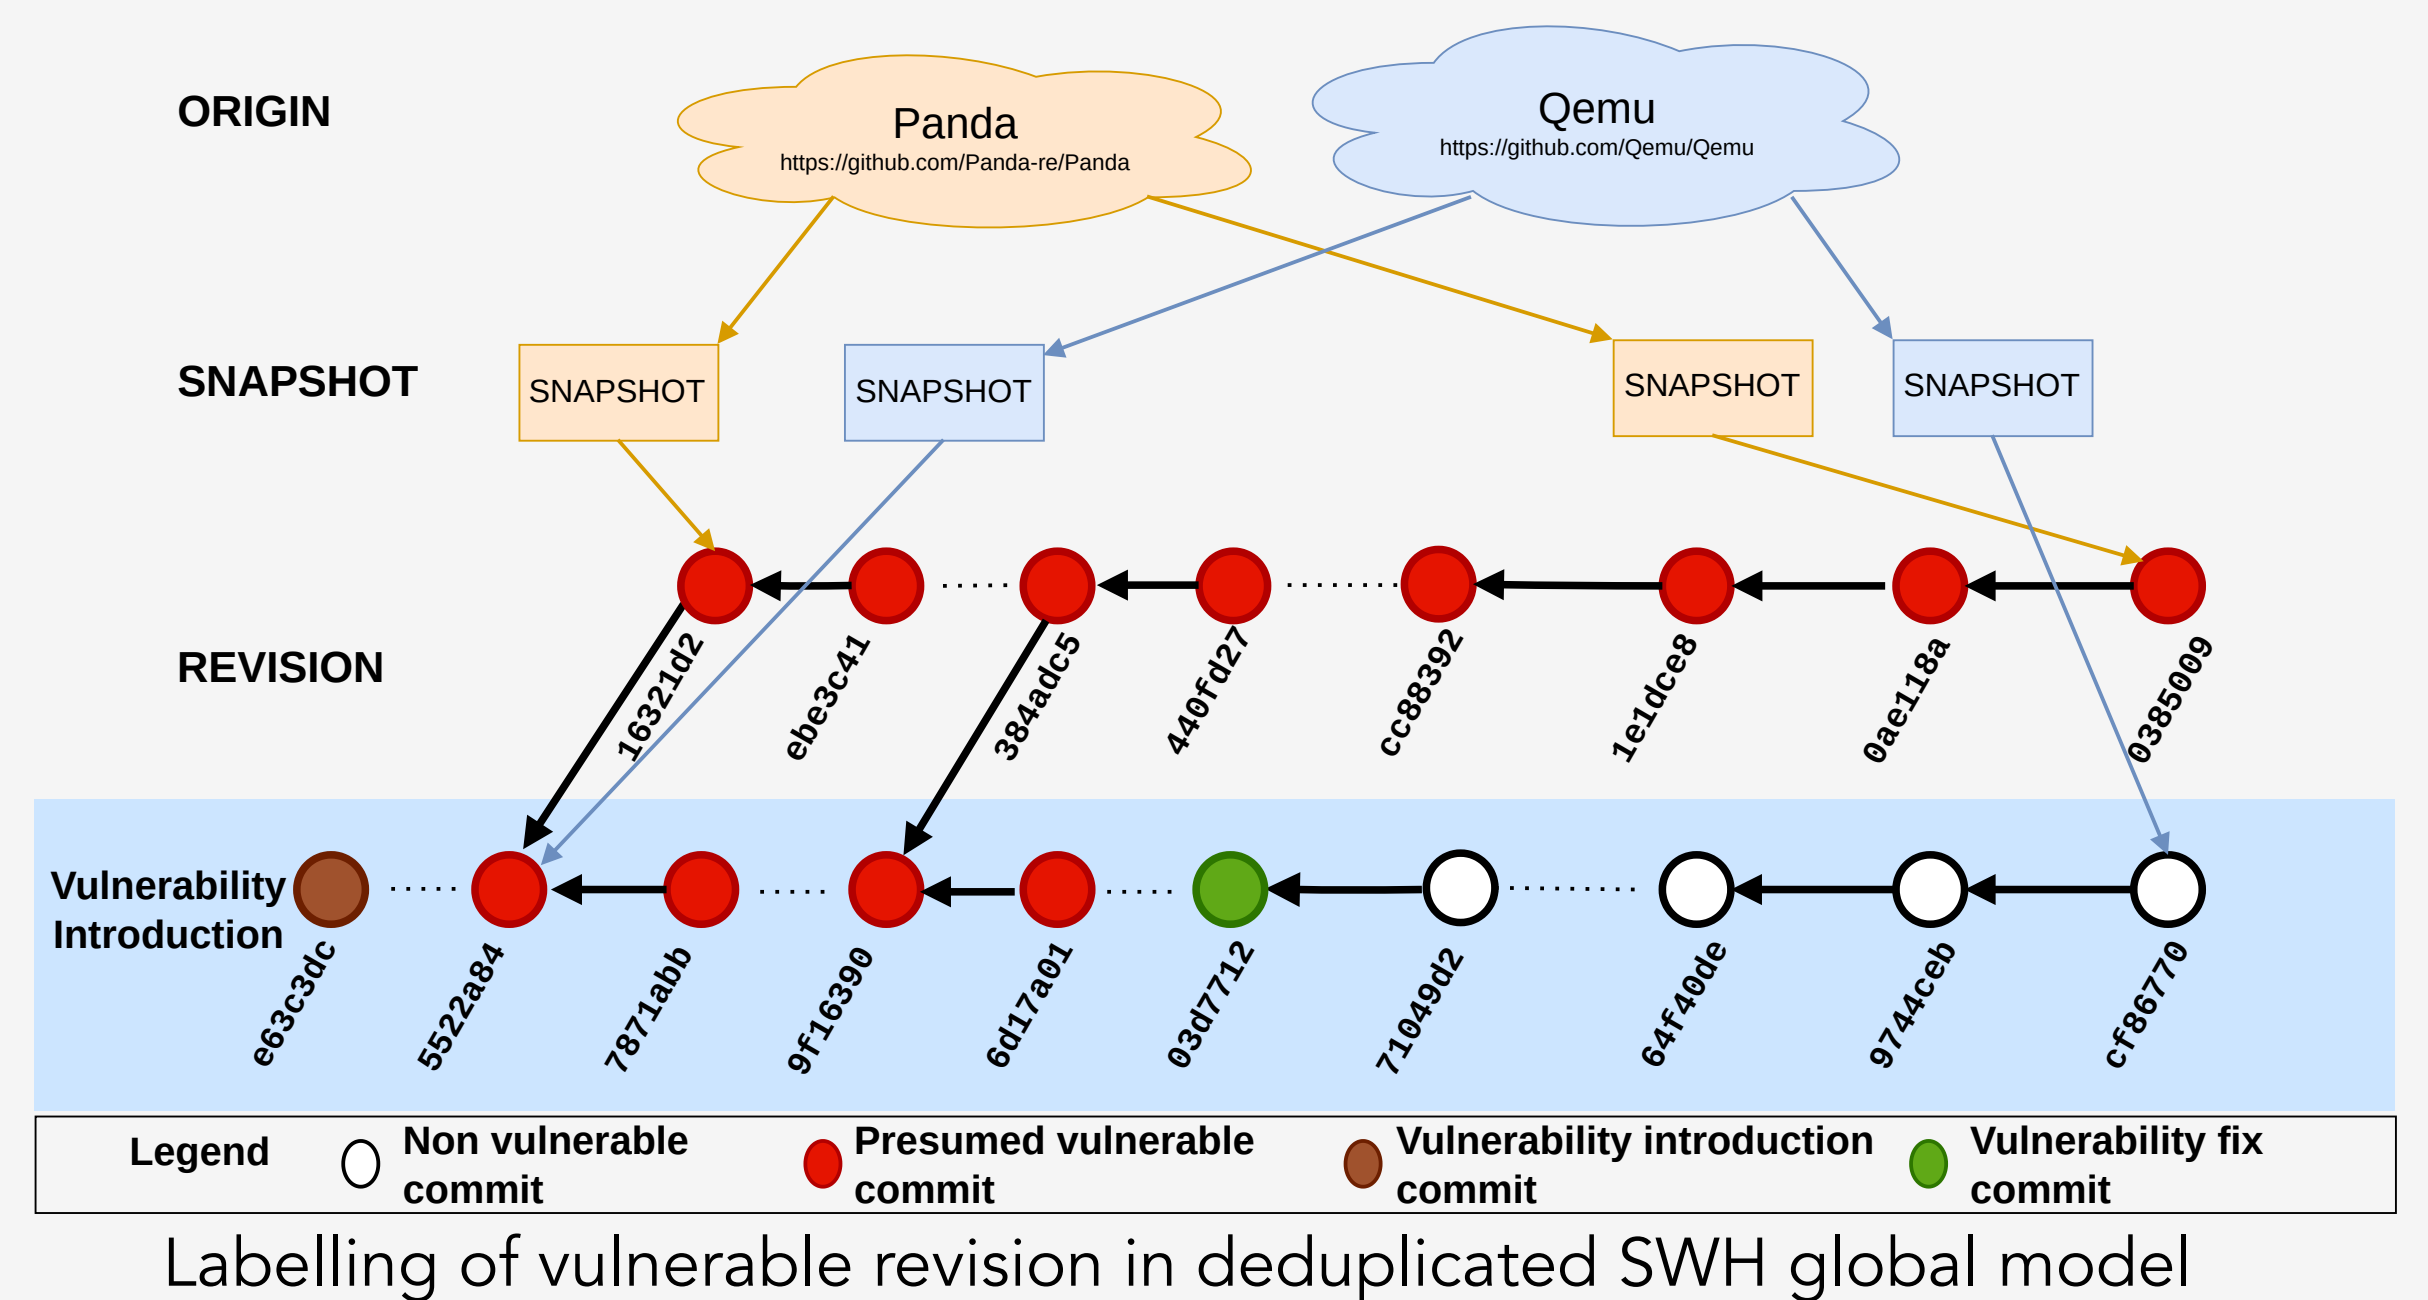 ORIGIN
Panda
https://github.com/Panda-re/Panda
Qemu
https://github.com/Qemu/Qemu
SNAPSHOT
SNAPSHOT
SNAPSHOT
SNAPSHOT
SNAPSHOT
REVISION
16321d2
ebe3c41
384adc5
440fd27
cc88392
1e1dce8
0ae118a
0385009
Vulnerability
Introduction
e63c3dc
5522a84
7871abb
9f16390
6d17a01
03d7712
71049d2
64f40de
9744ceb
cf86770
Legend
Non vulnerable
commit
Presumed vulnerable
commit
Vulnerability introduction
commit
Vulnerability fix
commit
Labelling of vulnerable revision in deduplicated SWH global model